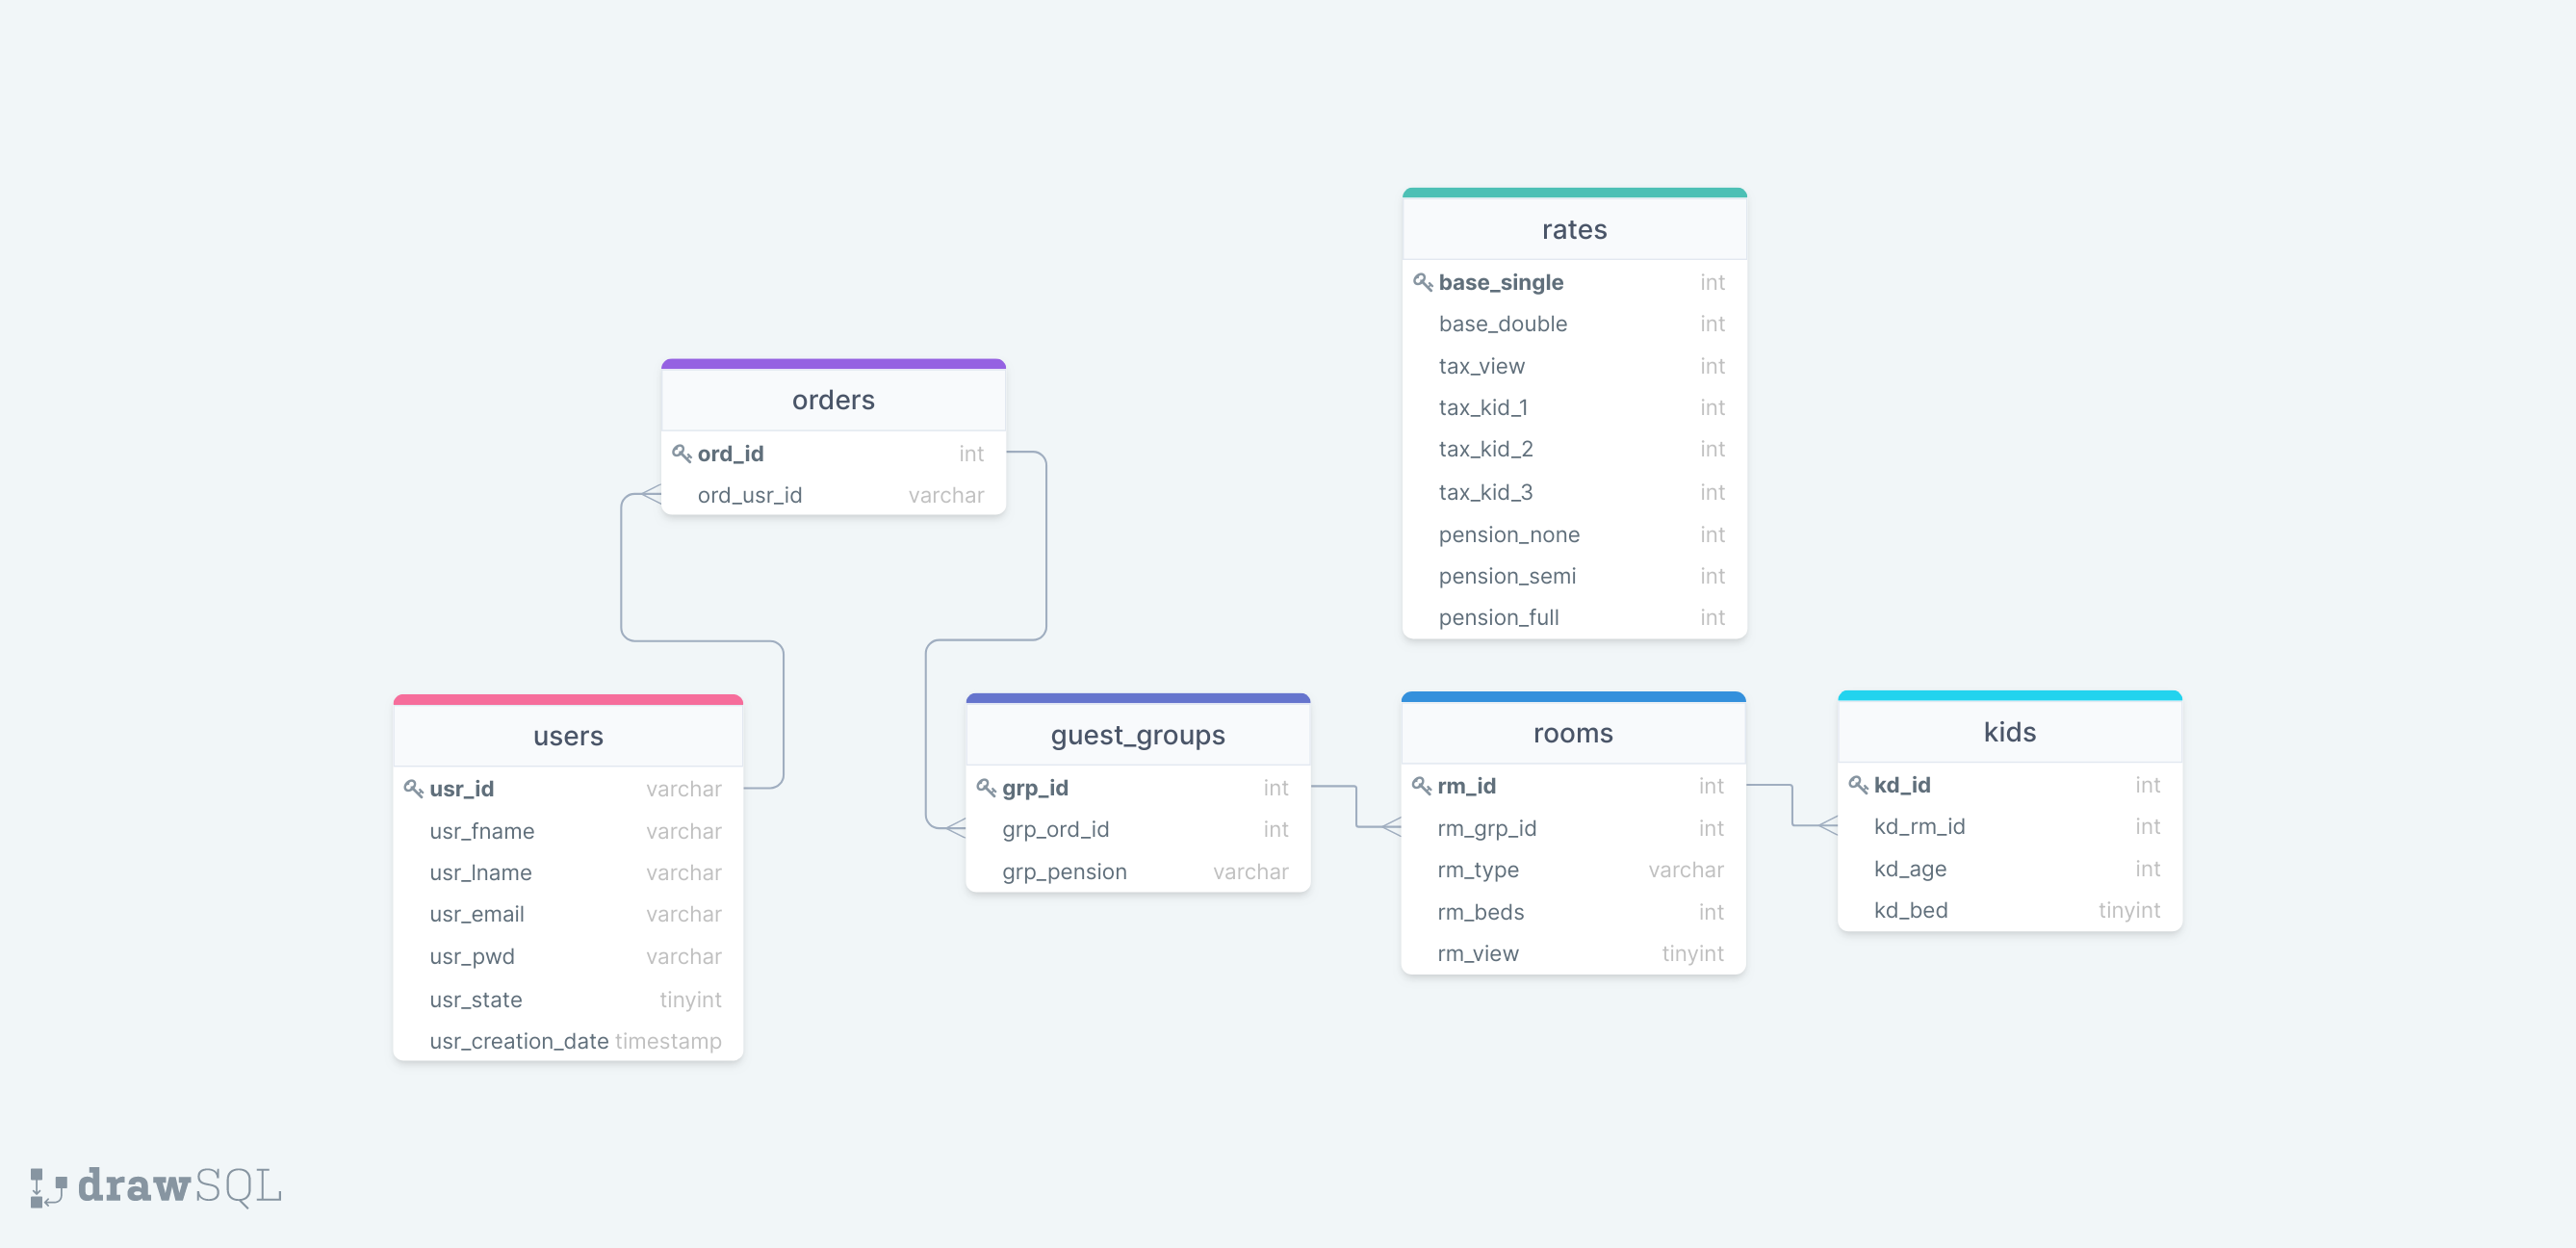 rates
base_single int
base_double int
tax_view int
tax_kid_1 int
tax_kid_2 int
tax_kid_3 int
pension_none int
pension_semi int
pension_full int
orders
ord_id int
ord_usr_id varchar
users
usr_id varchar
usr_fname varchar
usr_lname varchar
usr_email varchar
usr_pwd varchar
usr_state tinyint
usr_creation_date timestamp
guest_groups
grp_id int
grp_ord_id int
grp_pension varchar
rooms
rm_id int
rm_grp_id int
rm_type varchar
rm_beds int
rm_view tinyint
kids
kd_id int
kd_rm_id int
kd_age int
kd_bed tinyint
drawSQL